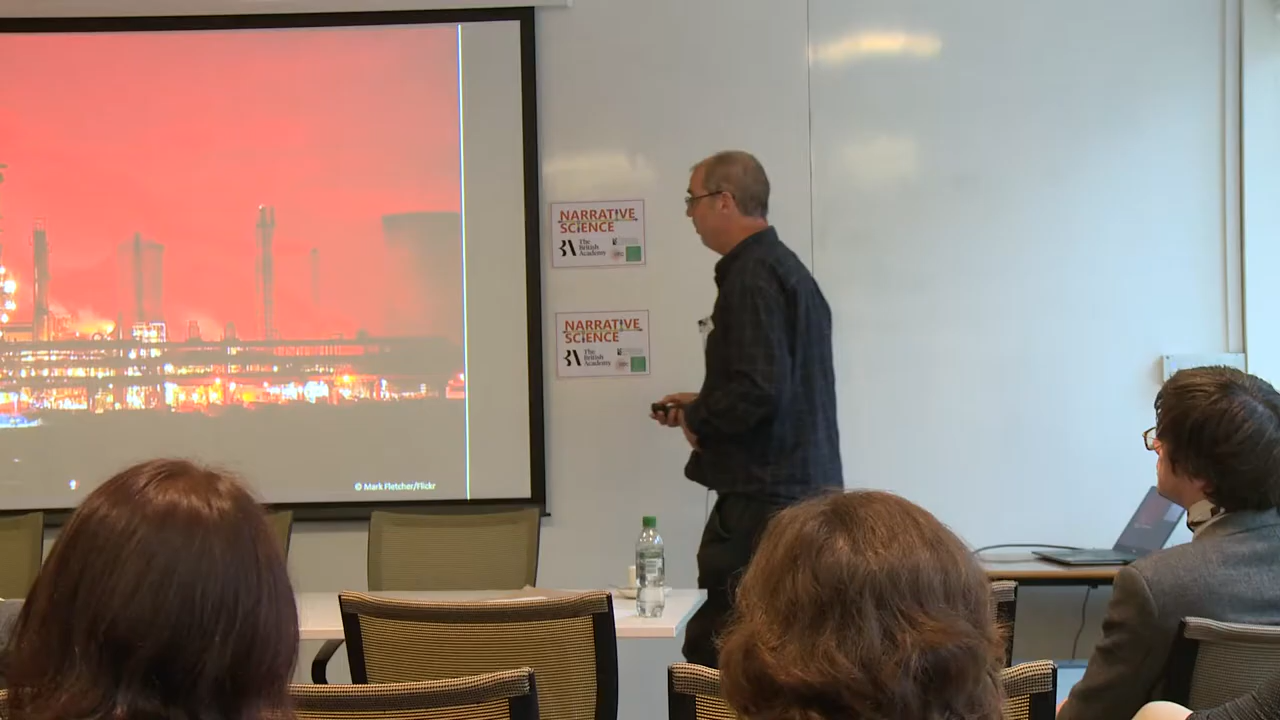 NARRATIVE
SCIENCE
The
British
Academy
NARRATIVE
SCIENCE
The
British
Academy
© Mark Fletcher/Flickr